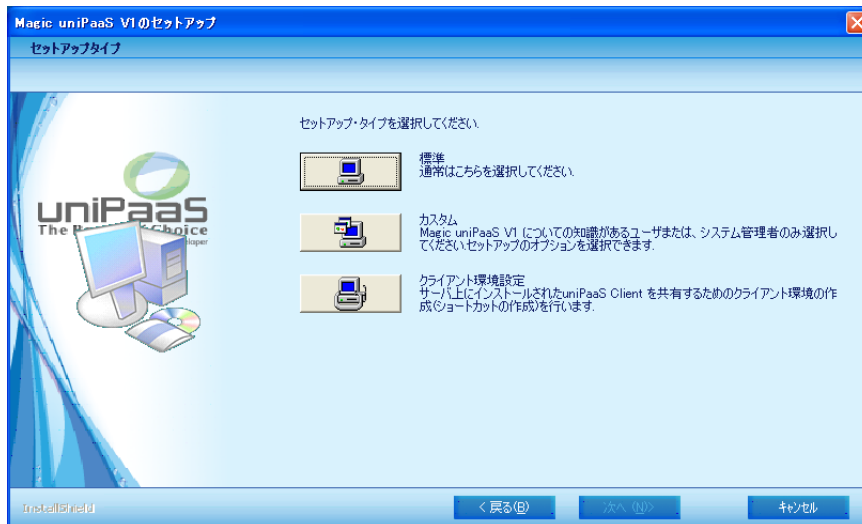 Magic uniPaaS V1のセットアップ
セットアップタイプ
セットアップ・タイプを選択してください.
標準
通常はこちらを選択してください.
カスタム
Magic uniPaaS V1 についての知識があるユーザまたは、システム管理者のみ選択し
てください.セットアップのオプションを選択できます.
クライアント環境設定
サーバ上にインストールされたuniPaaS Client を共有するためのクライアント環境の作
成(ショートカットの作成)を行います.
uniPaaS
The
Choice
InstallShield
< 戻る(B)
次へ (N)>
キャンセル